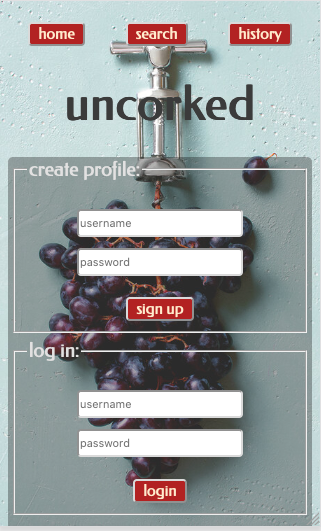 home search history
uncorked
create profile:
username
password
sign up
log in:
username
password
login